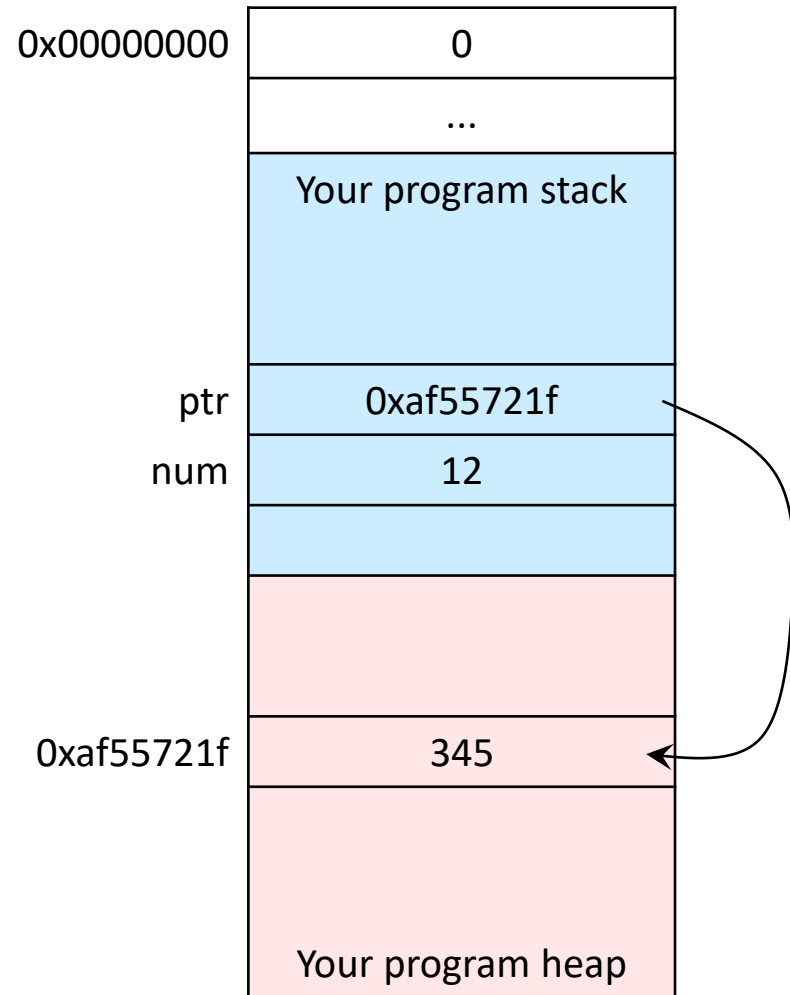 0x00000000 0
...
Your program stack
ptr 0xaf55721f
num 12
0xaf55721f 345
Your program heap